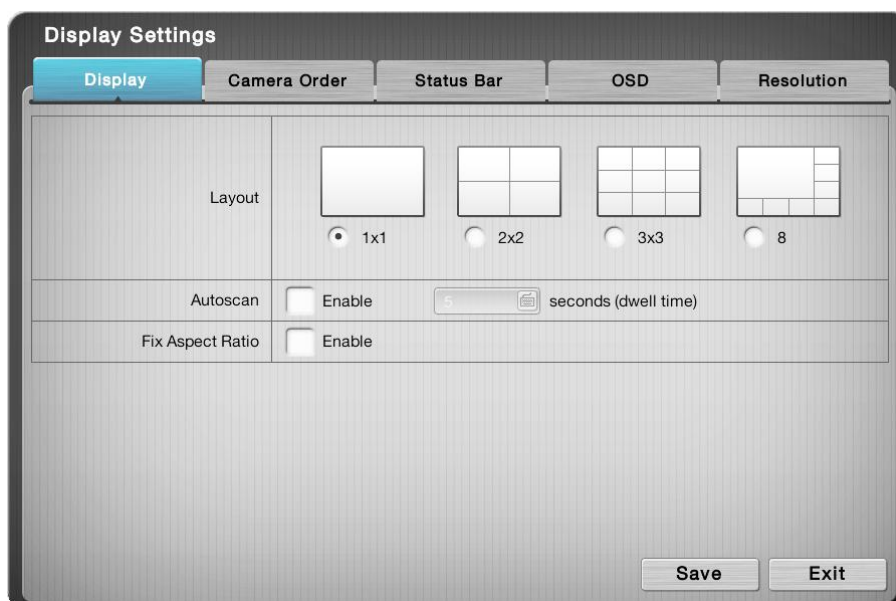 Display Settings
Display Camera Order Status Bar OSD Resolution
Layout
1x1 2x2 3x3 8
Autoscan Enable 5 seconds (dwell time)
Fix Aspect Ratio Enable
Save Exit